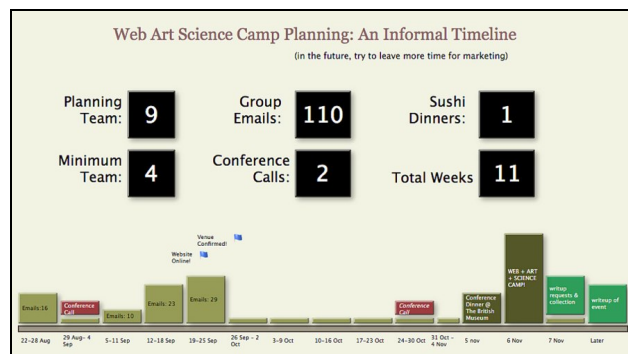 Web Art Science Camp Planning: An Informal Timeline
(in the future, try to leave more time for marketing)
Planning
Team:
9
Group
Emails:
110
Sushi
Dinners:
1
Minimum
Team:
4
Conference
Calls:
2
Total Weeks
11
Venue
Confirmed!
Website
Online!
Emails:16
Conference
Call
Emails: 10
Emails: 23
Emails: 29
Conference
Call
Conference
Dinner @
The British
Museum
WEB + ART
+ SCIENCE
CAMP!
writup
requests &
collection
writeup of
event
22-28 Aug
29 Aug- 4
Sep
5-11 Sep
12-18 Sep
19-25 Sep
26 Sep - 2
Oct
3-9 Oct
10-16 Oct
17-23 Oct
24-30 Oct
31 Oct -
4 Nov
5 nov
6 Nov
7 Nov
Later